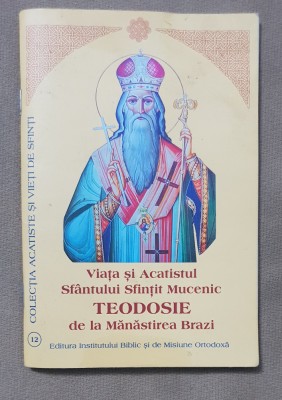 COLECȚIA ACATISTE ȘI VIEȚI DE SFINȚI
12
Viața și Acatistul
Sfântului Sfințit Mucenic
TEODOSIE
de la Mănăstirea Brazi
Editura Institutului Biblic și de Misiune Ortodoxă